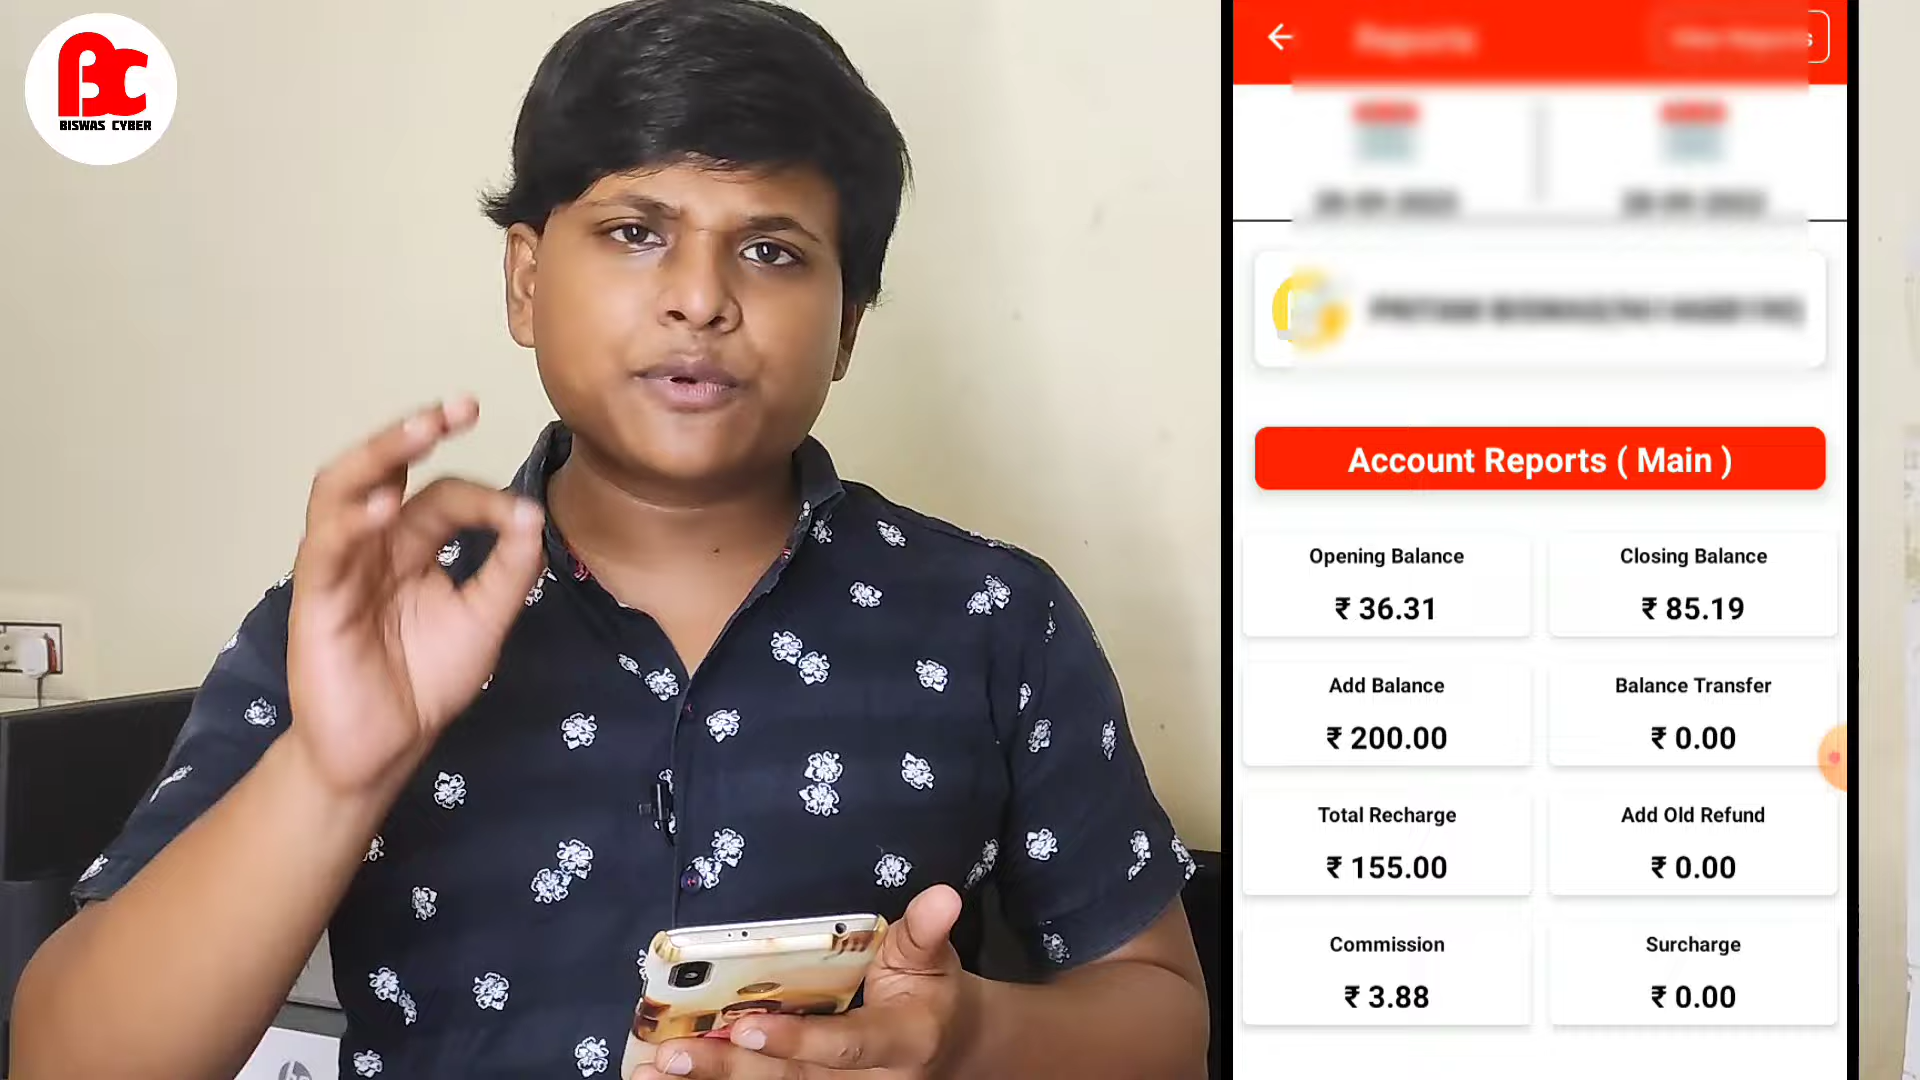 BC
BISWAS CYBER
Account Reports ( Main )
Opening Balance
₹ 36.31
Closing Balance
₹ 85.19
Add Balance
₹ 200.00
Balance Transfer
₹ 0.00
Total Recharge
₹ 155.00
Add Old Refund
₹ 0.00
Commission
₹ 3.88
Surcharge
₹ 0.00